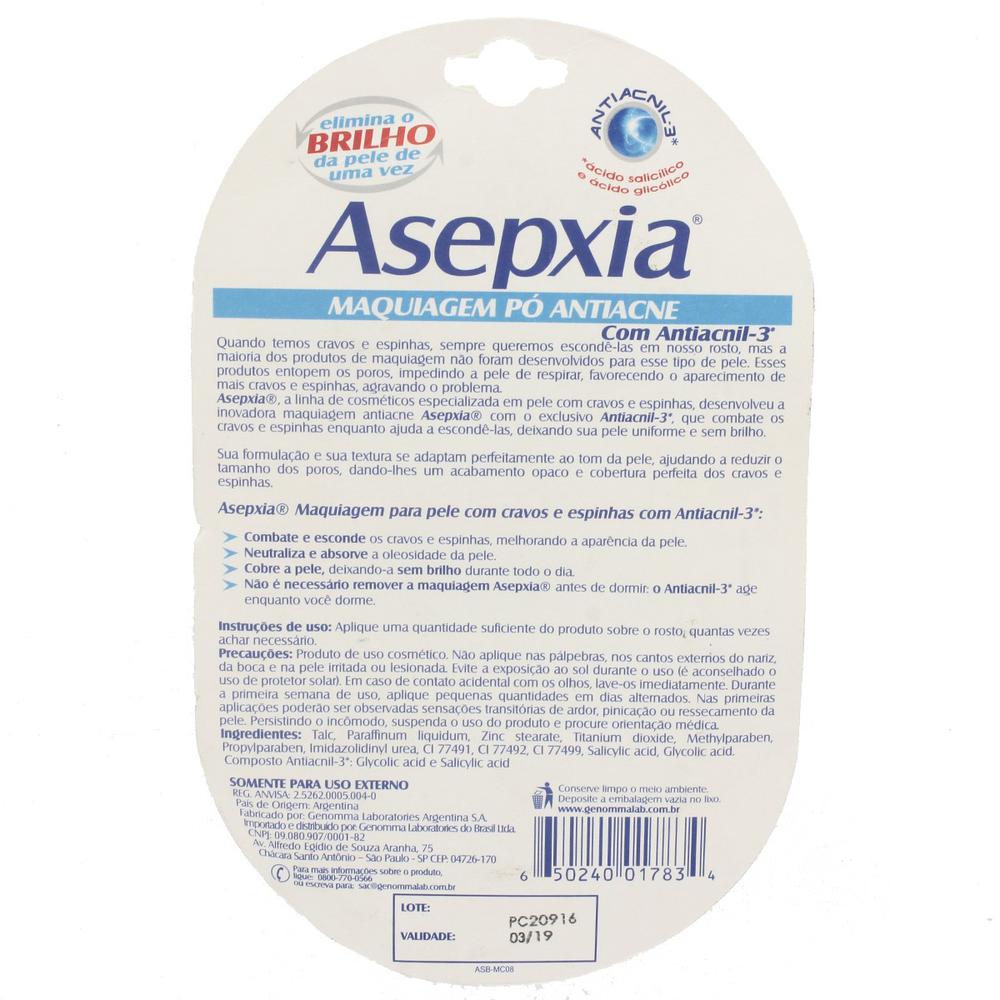 elimina o
BRILHO
da pele de
uma vez
ANTIACNIL-3*
*ácido salicílico
e ácido glicólico
Asepxia®
MAQUIAGEM PÓ ANTIACNE
Com Antiacnil-3*
Quando temos cravos e espinhas, sempre queremos escondê-las em nosso rosto, mas a
maioria dos produtos de maquiagem não foram desenvolvidos para esse tipo de pele. Esses
produtos entopem os poros, impedindo a pele de respirar, favorecendo o aparecimento de
mais cravos e espinhas, agravando o problema.
Asepxia®, a linha de cosméticos especializada em pele com cravos e espinhas, desenvolveu a
inovadora maquiagem antiacne Asepxia® com o exclusivo Antiacnil-3*, que combate os
cravos e espinhas enquanto ajuda a escondê-las, deixando sua pele uniforme e sem brilho.
Sua formulação e sua textura se adaptam perfeitamente ao tom da pele, ajudando a reduzir o
tamanho dos poros, dando-lhes um acabamento opaco e cobertura perfeita dos cravos e
espinhas.
Asepxia® Maquiagem para pele com cravos e espinhas com Antiacnil-3*:
Combate e esconde os cravos e espinhas, melhorando a aparência da pele.
Neutraliza e absorve a oleosidade da pele.
Cobre a pele, deixando-a sem brilho durante todo o dia.
Não é necessário remover a maquiagem Asepxia® antes de dormir: o Antiacnil-3* age
enquanto você dorme.
Instruções de uso: Aplique uma quantidade suficiente do produto sobre o rosto, quantas vezes
achar necessário.
Precauções: Produto de uso cosmético. Não aplique nas pálpebras, nos cantos externos do nariz,
da boca e na pele irritada ou lesionada. Evite a exposição ao sol durante o uso (é aconselhado o
uso de protetor solar). Em caso de contato acidental com os olhos, lave-os imediatamente. Durante
a primeira semana de uso, aplique pequenas quantidades em dias alternados. Nas primeiras
aplicações poderão ser observadas sensações transitórias de ardor, pinicação ou ressecamento da
pele. Persistindo o incômodo, suspenda o uso do produto e procure orientação médica.
Ingredientes: Talc, Paraffinum liquidum, Zinc stearate, Titanium dioxide, Methylparaben,
Propylparaben, Imidazolidinyl urea, CI 77491, CI 77492, CI 77499, Salicylic acid, Glycolic acid.
Composto Antiacnil-3*: Glycolic acid e Salicylic acid
SOMENTE PARA USO EXTERNO
REG. ANVISA: 2.5262.0005.004-0
País de Origem: Argentina
Fabricado por: Genomma Laboratories Argentina S.A.
Importado e distribuído por: Genomma Laboratories do Brasil Ltda.
CNPJ: 09.080.907/0001-82
Av. Alfredo Egidio de Souza Aranha, 75
Chácara Santo Antônio – São Paulo - SP CEP: 04726-170
Para mais informações sobre o produto,
ligue: 0800-770-0566
ou escreva para: sac@genommalab.com.br
Conserve limpo o meio ambiente.
Deposite a embalagem vazia no lixo.
www.genommalab.com.br
6 50240 01783 4
LOTE: PC20916
VALIDADE: 03/19
ASB-MC08